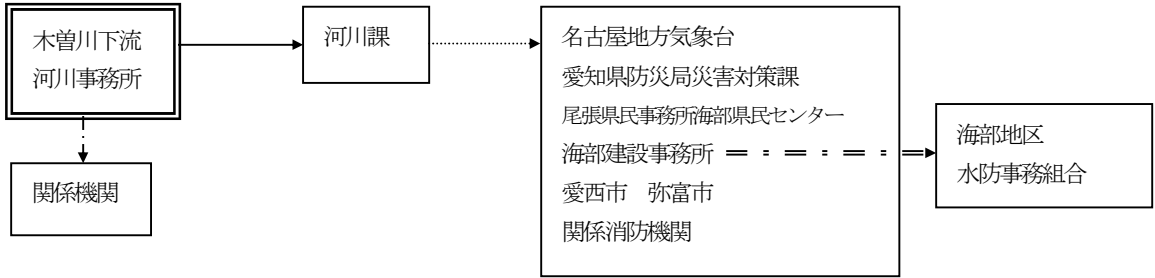 木曽川下流
河川事務所
河川課
名古屋地方気象台
愛知県防災局災害対策課
尾張県民事務所海部県民センター
海部建設事務所
愛西市　弥富市
関係消防機関
海部地区
水防事務組合
関係機関